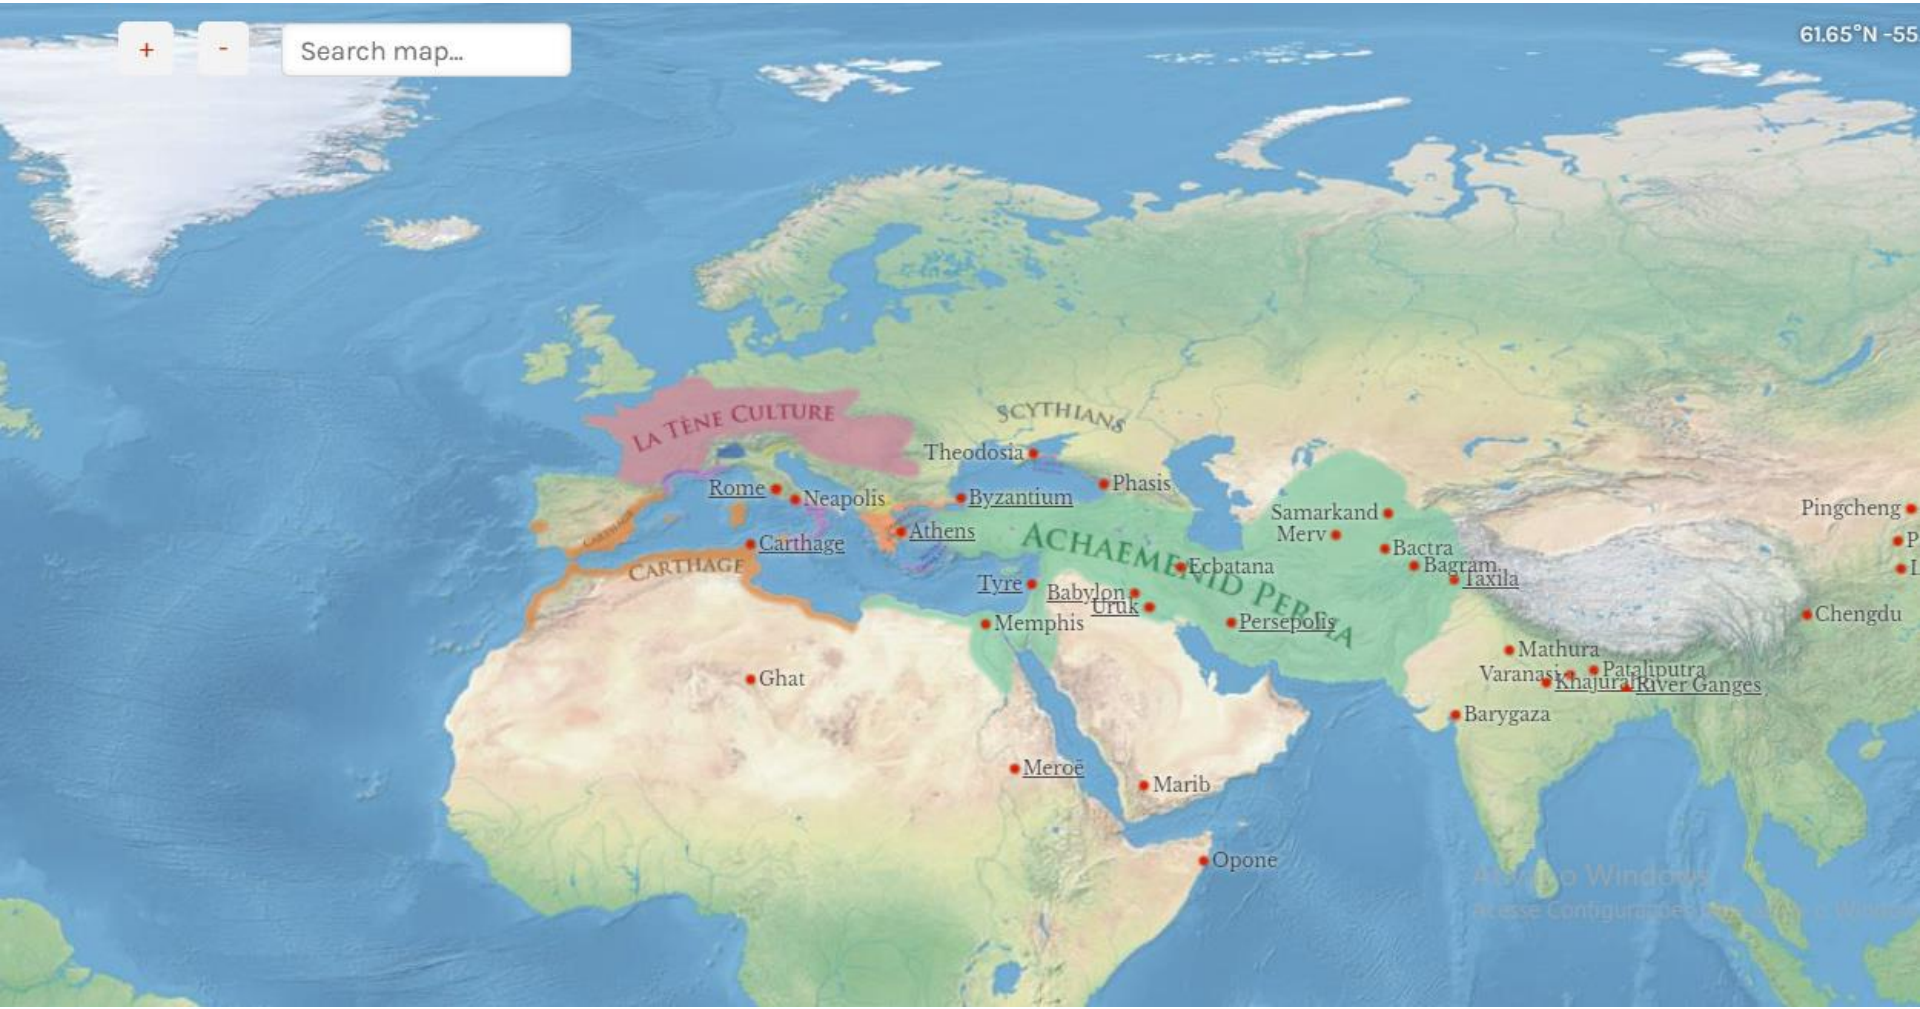 +
-
Search map...
61.65°N -55
LA TÈNE CULTURE
SCYTHIANS
Theodosia
Phasis
Rome
Neapolis
Byzantium
Pingcheng
Samarkand
CARTHAGE
Athens
ACHAEMENID PERSIA
Merv
P
Carthage
Bactra
CARTHAGE
Ecbatana
Bagram
L
Tyre
Babylon
Taxila
Uruk
Memphis
Persepolis
Chengdu
Mathura
Ghat
Varanasi
Pataliputra
River Ganges
Barygaza
Meroë
Marib
Opone
Windows